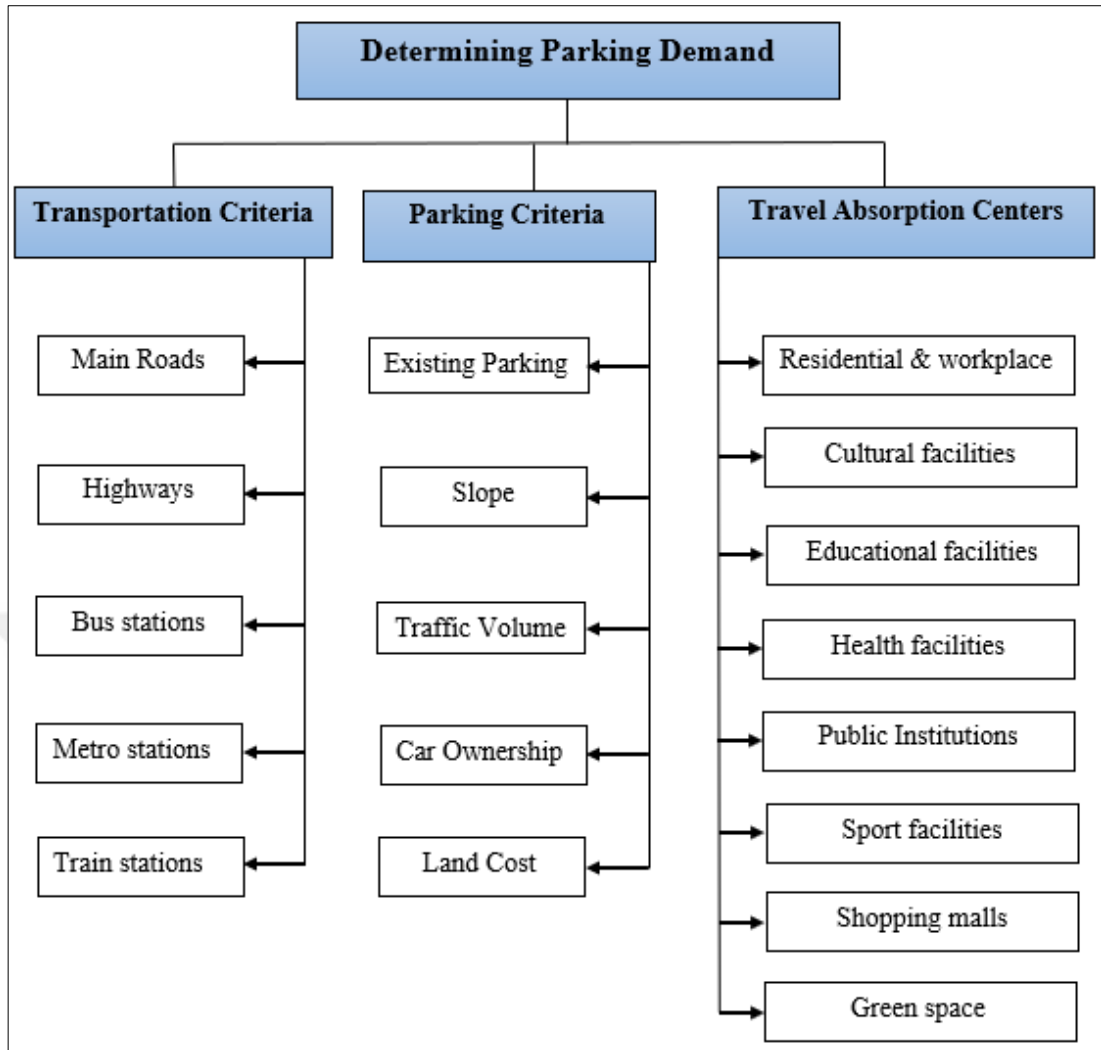 Determining Parking Demand
Transportation Criteria
Parking Criteria
Travel Absorption Centers
Main Roads
Highways
Bus stations
Metro stations
Train stations
Existing Parking
Slope
Traffic Volume
Car Ownership
Land Cost
Residential & workplace
Cultural facilities
Educational facilities
Health facilities
Public Institutions
Sport facilities
Shopping malls
Green space